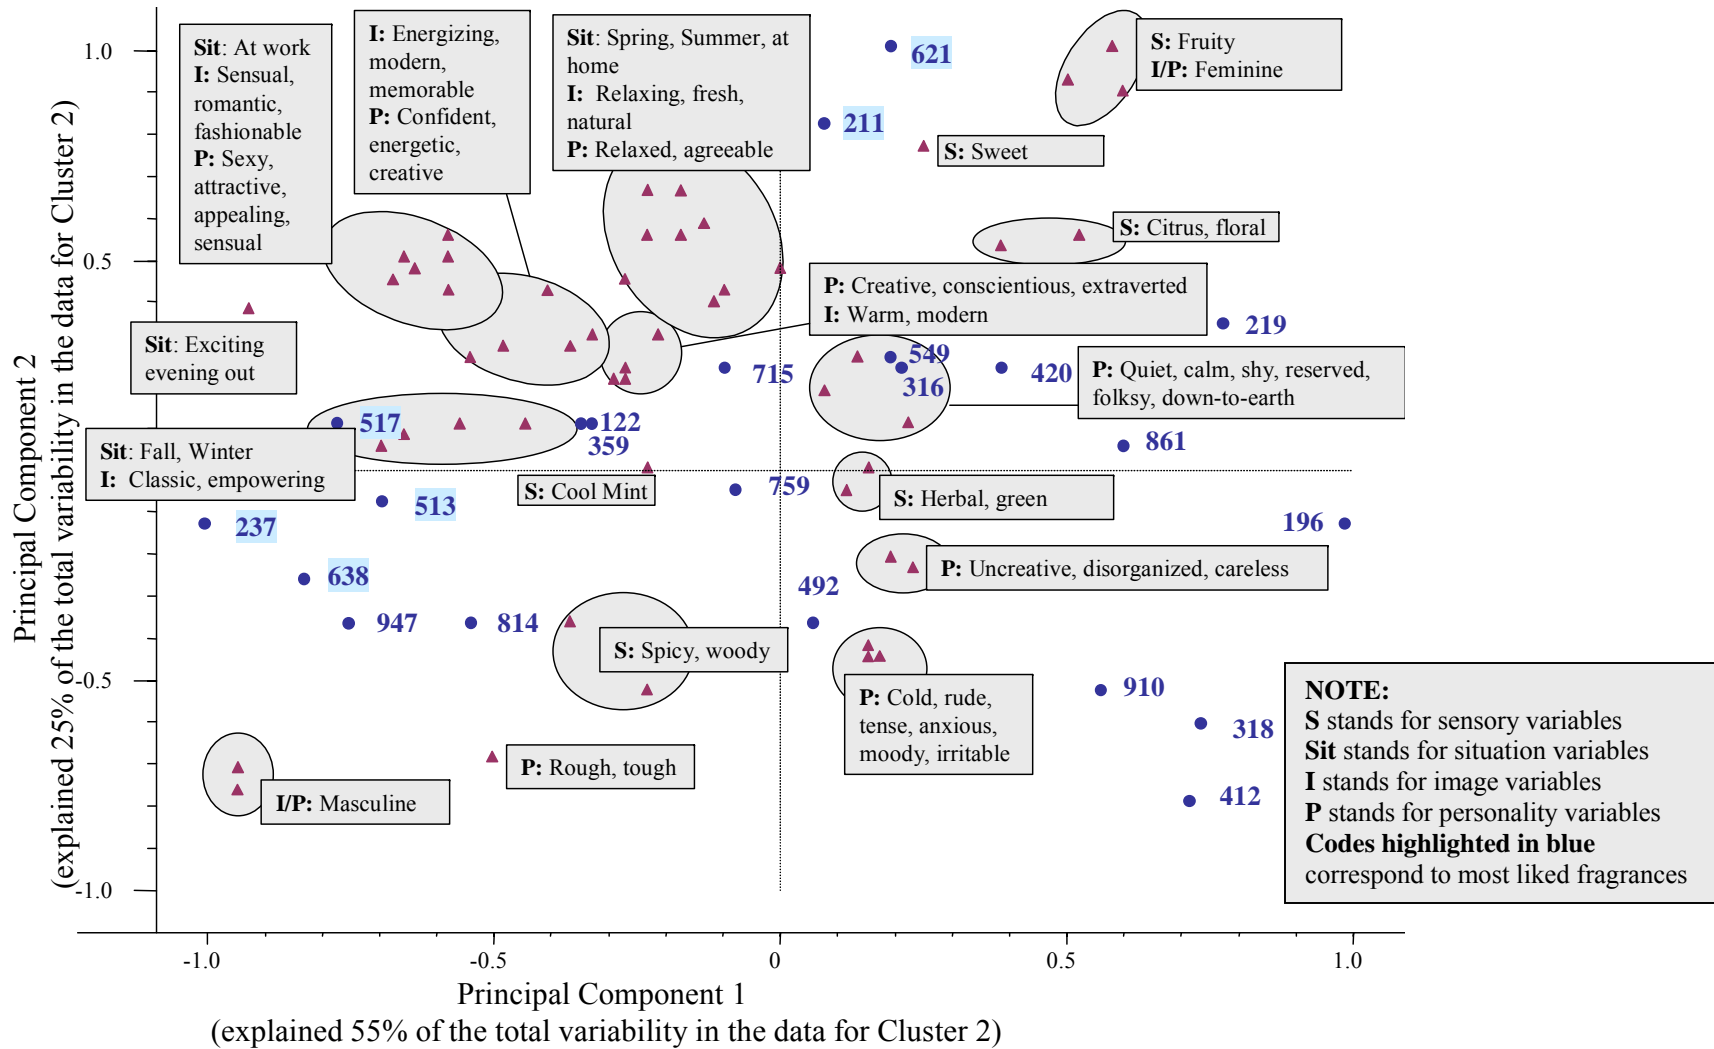 Sit: At work
I: Sensual,
romantic,
fashionable
P: Sexy,
attractive,
appealing,
sensual
I: Energizing,
modern,
memorable
P: Confident,
energetic,
creative
Sit: Spring, Summer, at
home
I: Relaxing, fresh,
natural
P: Relaxed, agreeable
S: Fruity
I/P: Feminine
621
211
S: Sweet
S: Citrus, floral
P: Creative, conscientious, extraverted
I: Warm, modern
219
Sit: Exciting
evening out
715
549
316
420
P: Quiet, calm, shy, reserved,
folksy, down-to-earth
517
122
359
861
Sit: Fall, Winter
I: Classic, empowering
S: Cool Mint
759
S: Herbal, green
513
237
196
638
492
P: Uncreative, disorganized, careless
947
814
S: Spicy, woody
P: Cold, rude,
tense, anxious,
moody, irritable
910
318
412
P: Rough, tough
I/P: Masculine
NOTE:
S stands for sensory variables
Sit stands for situation variables
I stands for image variables
P stands for personality variables
Codes highlighted in blue
correspond to most liked fragrances
1.0
0.5
-0.5
-1.0
Principal Component 2
(explained 25% of the total variability in the data for Cluster 2)
-1.0
-0.5
0
0.5
1.0
Principal Component 1
(explained 55% of the total variability in the data for Cluster 2)